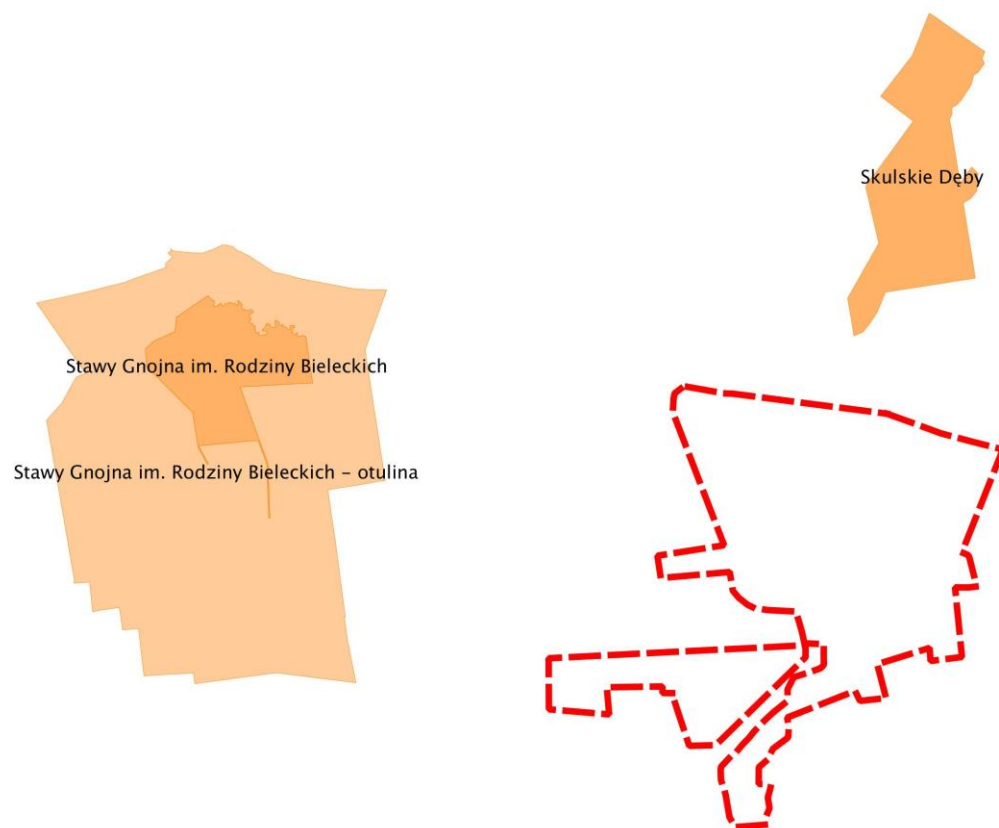 Skulskie Dęby
Stawy Gnojna im. Rodziny Bieleckich
Stawy Gnojna im. Rodziny Bieleckich – otulina